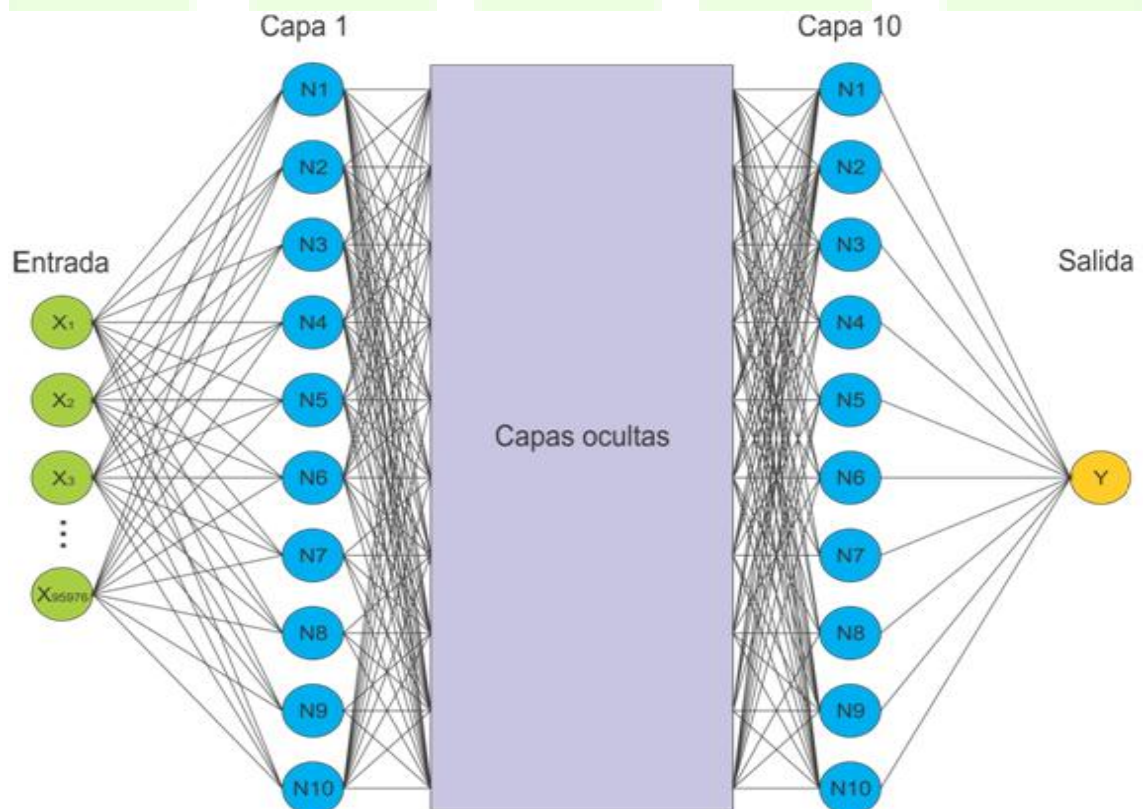 Capa 1
Capa 10
Entrada
Salida
X₁
X₂
X₃
⋮
X₉₅₉₇₆
N1
N2
N3
N4
N5
N6
N7
N8
N9
N10
Capas ocultas
N1
N2
N3
N4
N5
N6
N7
N8
N9
N10
Y